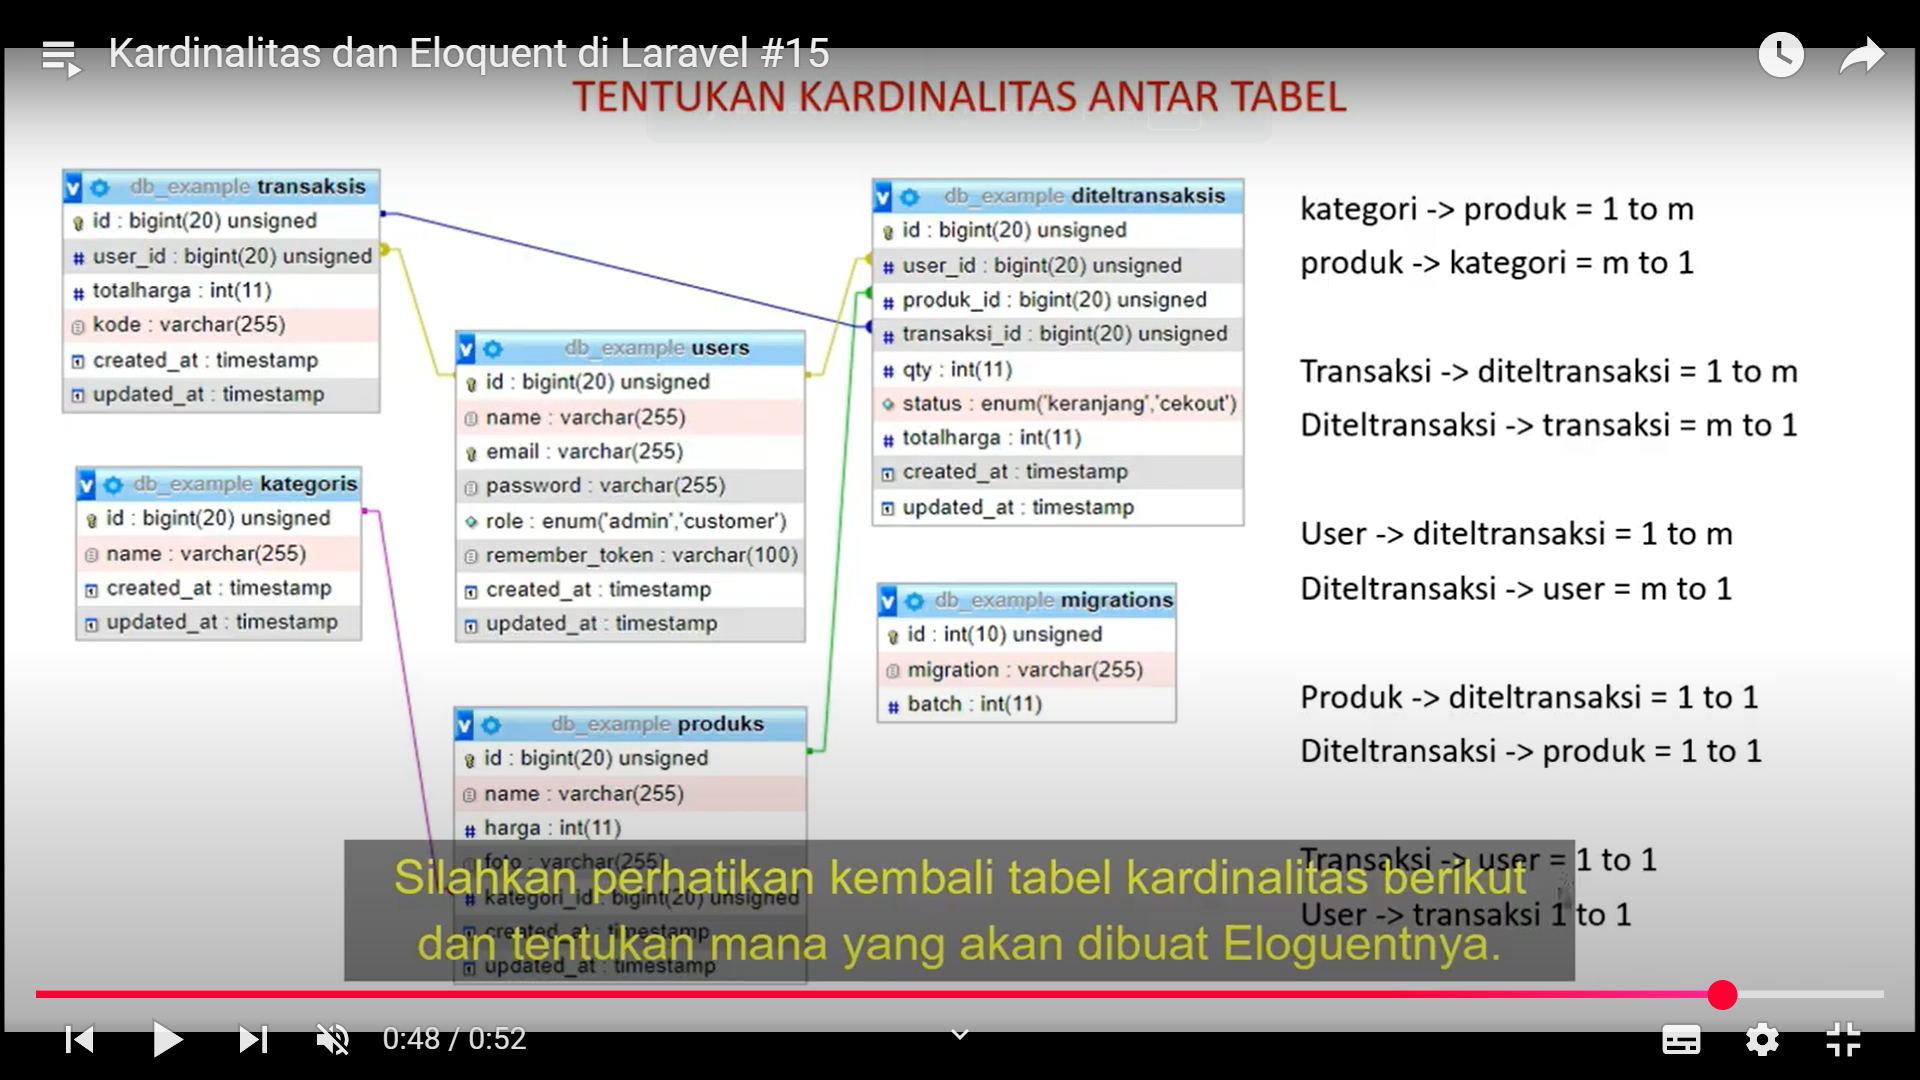 Kardinalitas dan Eloquent di Laravel #15
TENTUKAN KARDINALITAS ANTAR TABEL
db_example transaksis
id : bigint(20) unsigned
user_id : bigint(20) unsigned
totalharga : int(11)
kode : varchar(255)
created_at : timestamp
updated_at : timestamp
db_example kategoris
id : bigint(20) unsigned
name : varchar(255)
created_at : timestamp
updated_at : timestamp
db_example users
id : bigint(20) unsigned
name : varchar(255)
email : varchar(255)
password : varchar(255)
role : enum('admin','customer')
remember_token : varchar(100)
created_at : timestamp
updated_at : timestamp
db_example produks
id : bigint(20) unsigned
name : varchar(255)
harga : int(11)
foto : varchar(255)
kategori_id : bigint(20) unsigned
created_at : timestamp
updated_at : timestamp
db_example diteltransaksis
id : bigint(20) unsigned
user_id : bigint(20) unsigned
produk_id : bigint(20) unsigned
transaksi_id : bigint(20) unsigned
qty : int(11)
status : enum('keranjang','cekout')
totalharga : int(11)
created_at : timestamp
updated_at : timestamp
db_example migrations
id : int(10) unsigned
migration : varchar(255)
batch : int(11)
kategori -> produk = 1 to m
produk -> kategori = m to 1
Transaksi -> diteltransaksi = 1 to m
Diteltransaksi -> transaksi = m to 1
User -> diteltransaksi = 1 to m
Diteltransaksi -> user = m to 1
Produk -> diteltransaksi = 1 to 1
Diteltransaksi -> produk = 1 to 1
Transaksi -> user = 1 to 1
User -> transaksi 1 to 1
Silahkan perhatikan kembali tabel kardinalitas berikut
dan tentukan mana yang akan dibuat Eloguentnya.
0:48 / 0:52